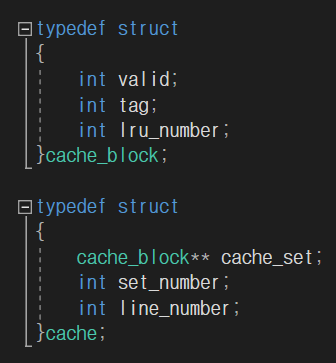 typedef struct
{
int valid;
int tag;
int lru_number;
}cache_block;
typedef struct
{
cache_block** cache_set;
int set_number;
int line_number;
}cache;